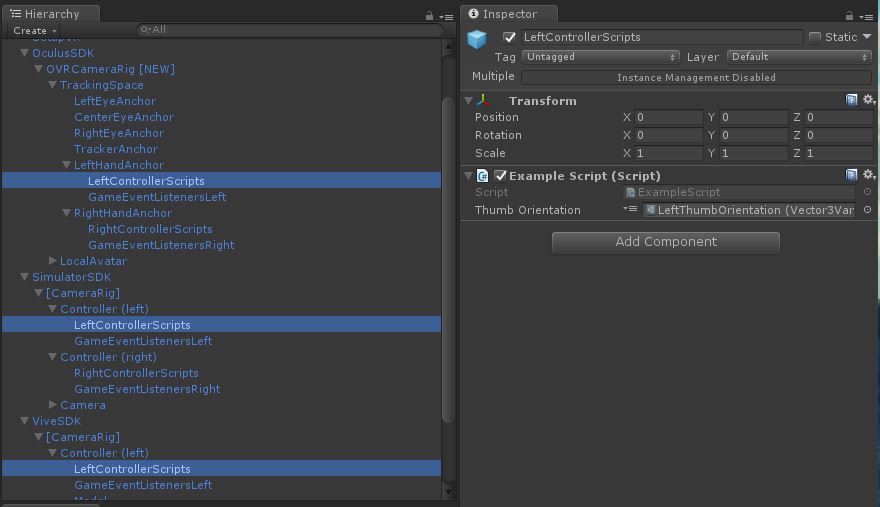 Hierarchy
Create
All
OculusSDK
OVRCameraRig [NEW]
TrackingSpace
LeftEyeAnchor
CenterEyeAnchor
RightEyeAnchor
TrackerAnchor
LeftHandAnchor
LeftControllerScripts
GameEventListenersLeft
RightHandAnchor
RightControllerScripts
GameEventListenersRight
LocalAvatar
SimulatorSDK
[CameraRig]
Controller (left)
LeftControllerScripts
GameEventListenersLeft
Controller (right)
RightControllerScripts
GameEventListenersRight
Camera
ViveSDK
[CameraRig]
Controller (left)
LeftControllerScripts
GameEventListenersLeft
Model
Inspector
LeftControllerScripts Static
Tag Untagged Layer Default
Multiple Instance Management Disabled
Transform
Position X 0 Y 0 Z 0
Rotation X 0 Y 0 Z 0
Scale X 1 Y 1 Z 1
Example Script (Script)
Script ExampleScript
Thumb Orientation LeftThumbOrientation (Vector3Var
Add Component